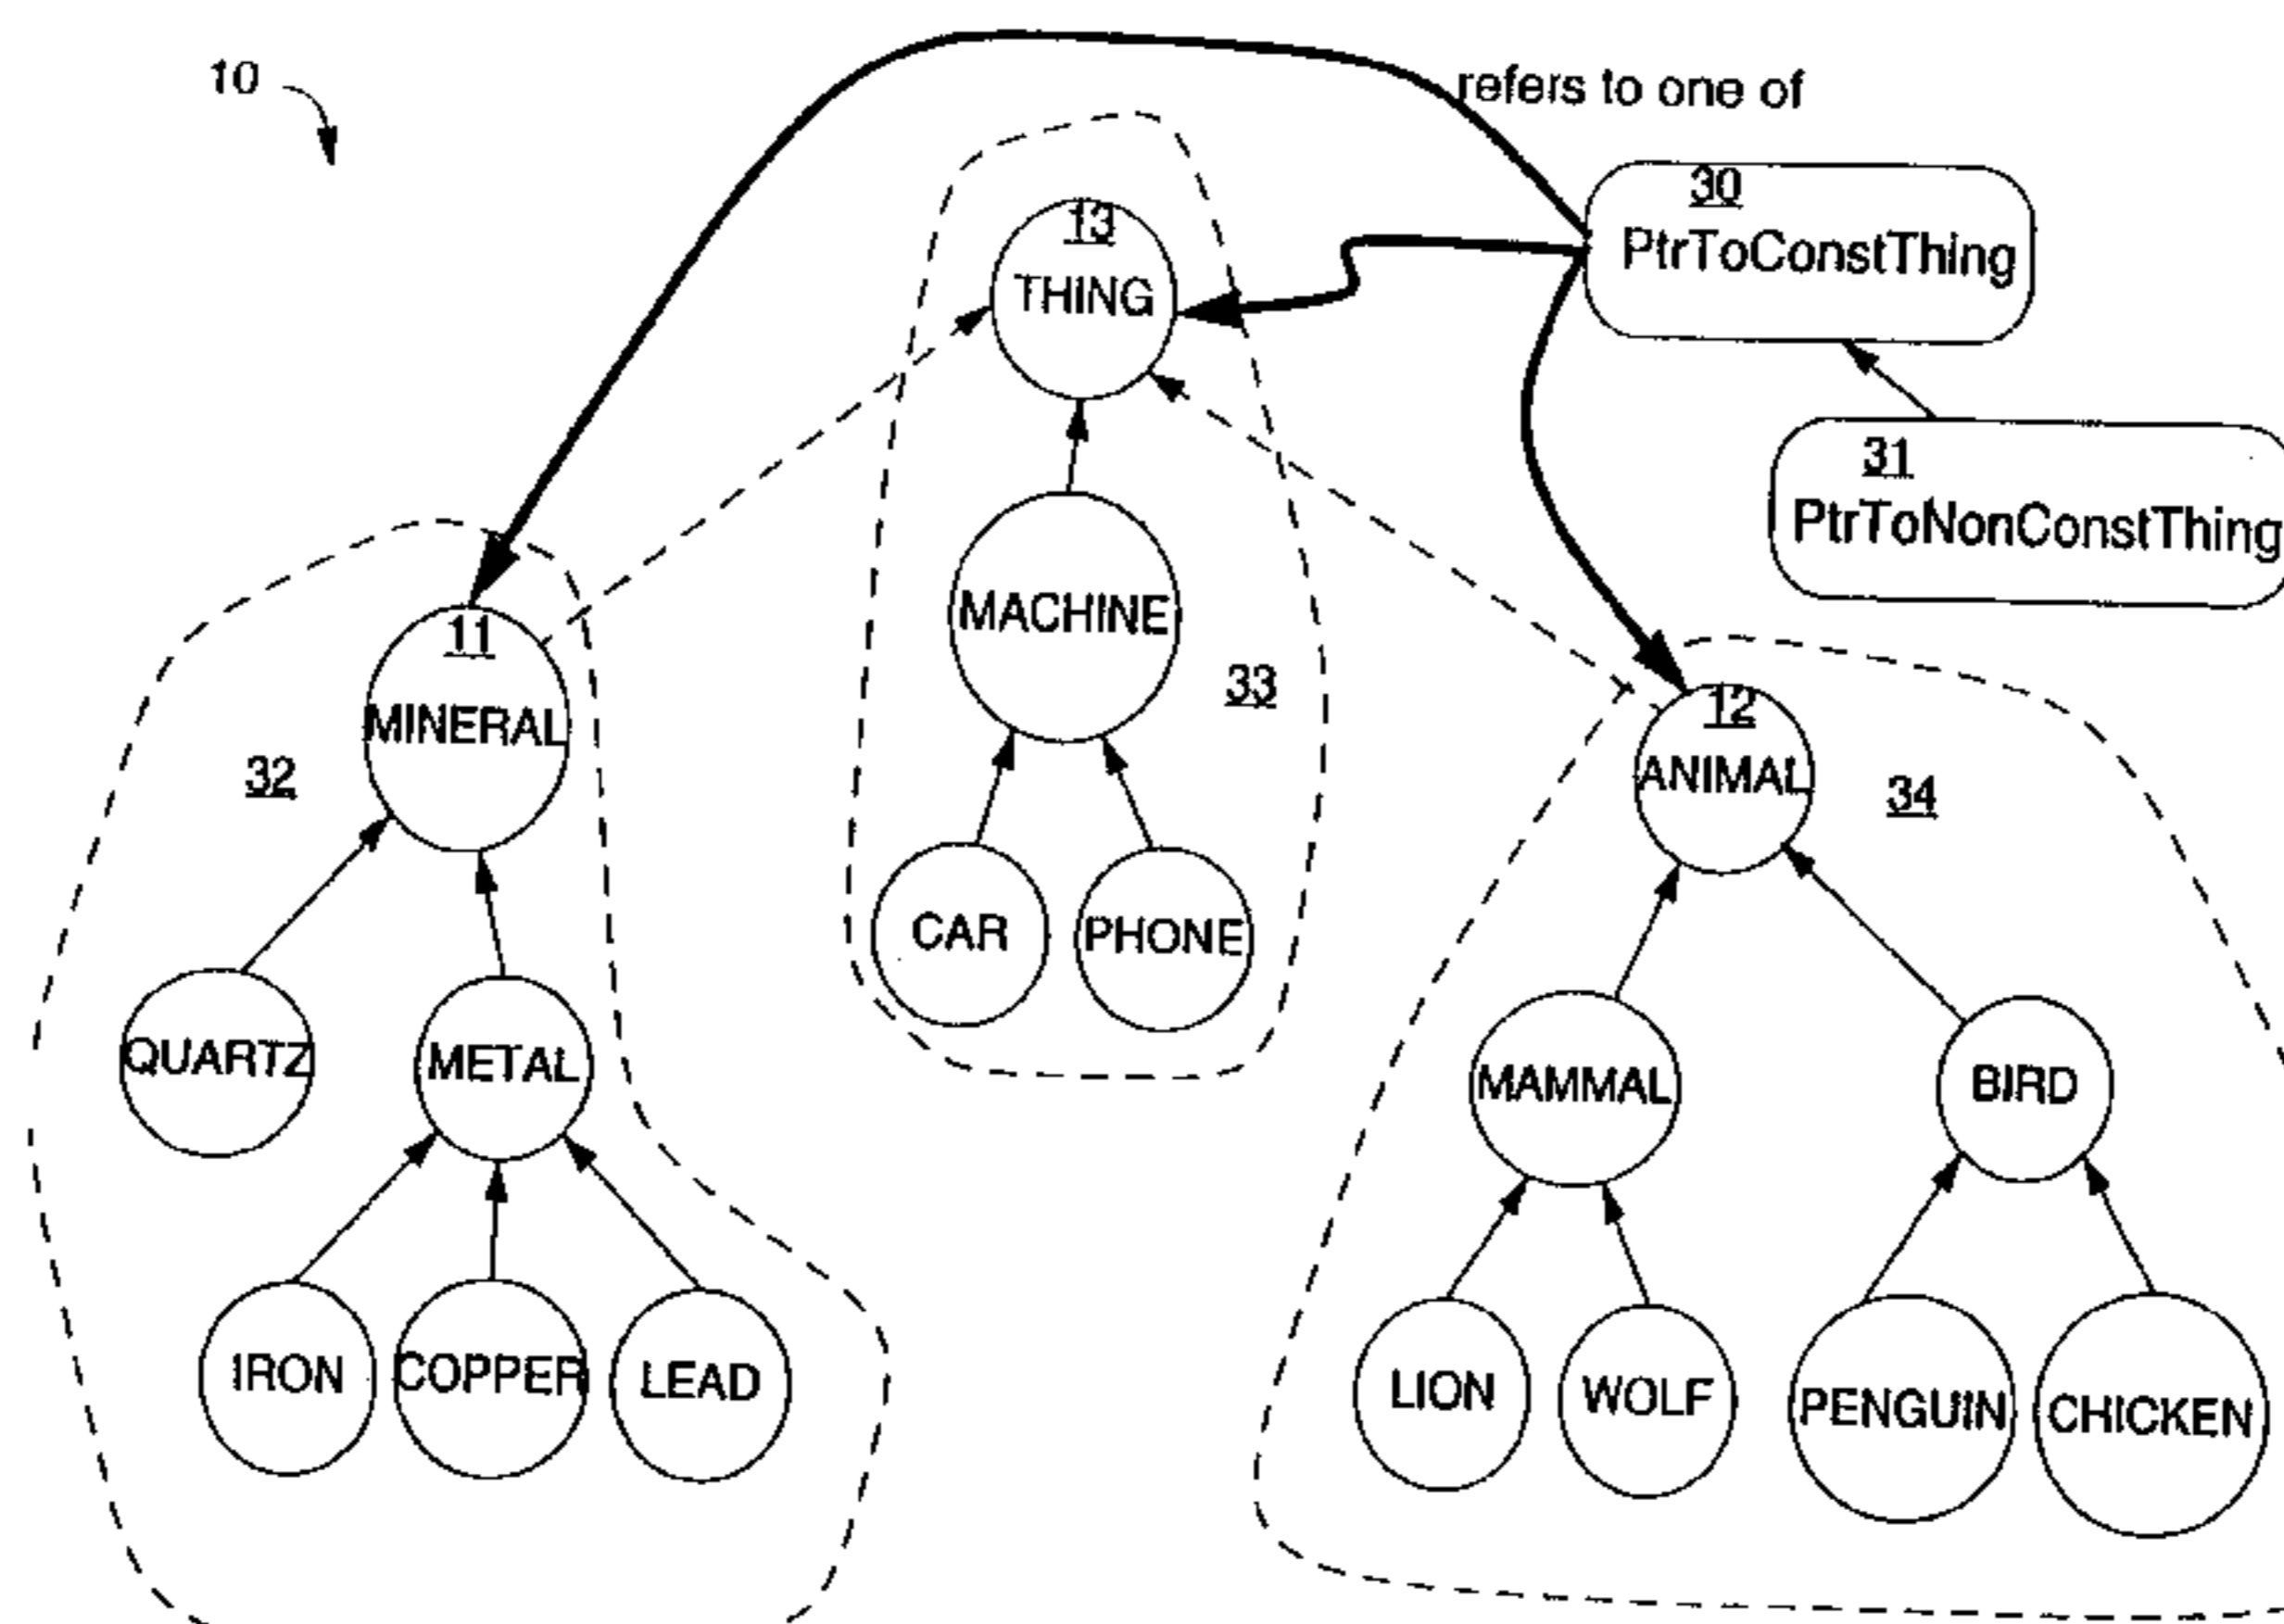 10
refers to one of
30
PtrToConstThing
13
THING
31
PtrToNonConstThing
MACHINE
33
11
MINERAL
32
12
ANIMAL
34
CAR
PHONE
QUARTZ
METAL
MAMMAL
BIRD
IRON
COPPER
LEAD
LION
WOLF
PENGUIN
CHICKEN